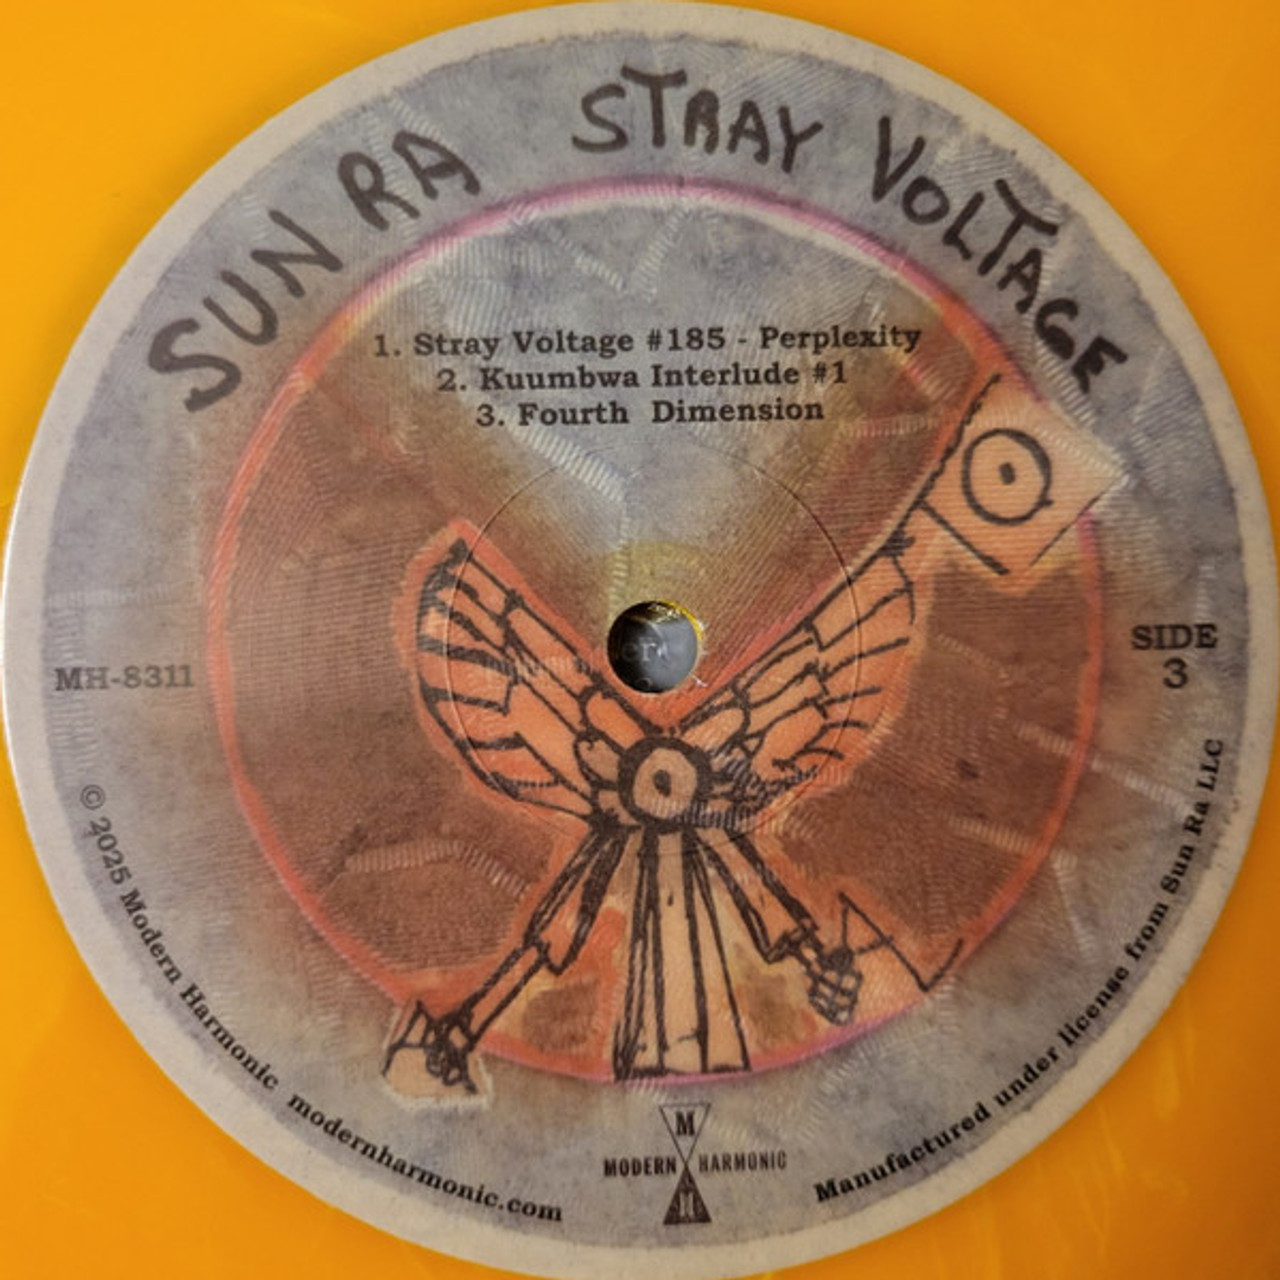 SUN RA STRAY VOLTAGE
1. Stray Voltage #185 - Perplexity
2. Kuumbwa Interlude #1
3. Fourth Dimension
MH-8311
SIDE
3
© 2025 Modern Harmonic modernharmonic.com
M
MODERN HARMONIC
H
Manufactured under license from Sun Ra LLC